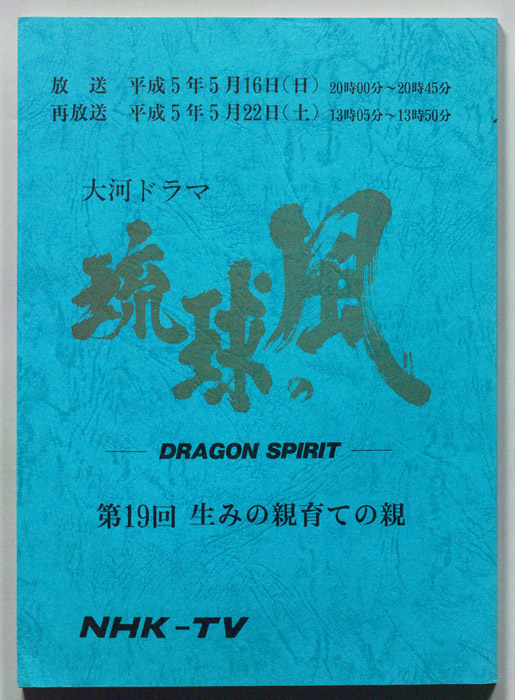 放　送　平成5年5月16日(日) 20時00分～20時45分
再放送　平成5年5月22日(土) 13時05分～13時50分
大河ドラマ
琉球の風
DRAGON SPIRIT
第19回 生みの親育ての親
NHK-TV